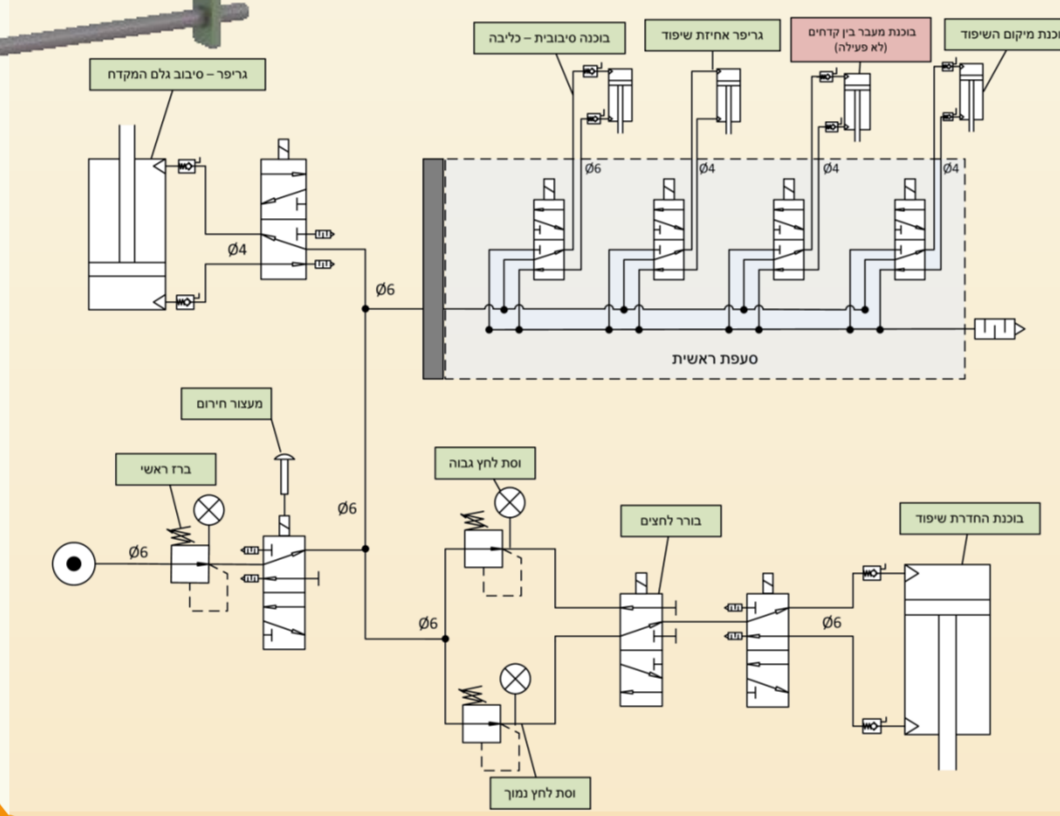 בוכנה סיבובית – כליבה
גריפר אחיזת שיפוד
בוכנת מעבר בין קדחים
(לא פעילה)
וכנת מיקום השיפוד
גריפר – סיבוב גלם המקדח
Ø6
Ø4
Ø4
Ø4
Ø4
Ø6
סעפת ראשית
מעצור חירום
וסת לחץ גבוה
ברז ראשי
Ø6
בורר לחצים
בוכנת החדרת שיפוד
Ø6
Ø6
Ø6
וסת לחץ נמוך